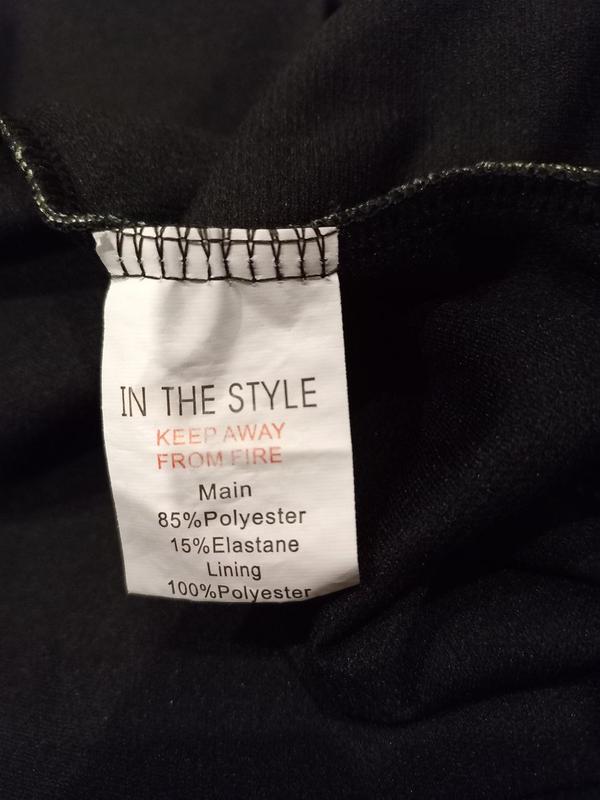 IN THE STYLE
KEEP AWAY
FROM FIRE
Main
85%Polyester
15%Elastane
Lining
100%Polyester